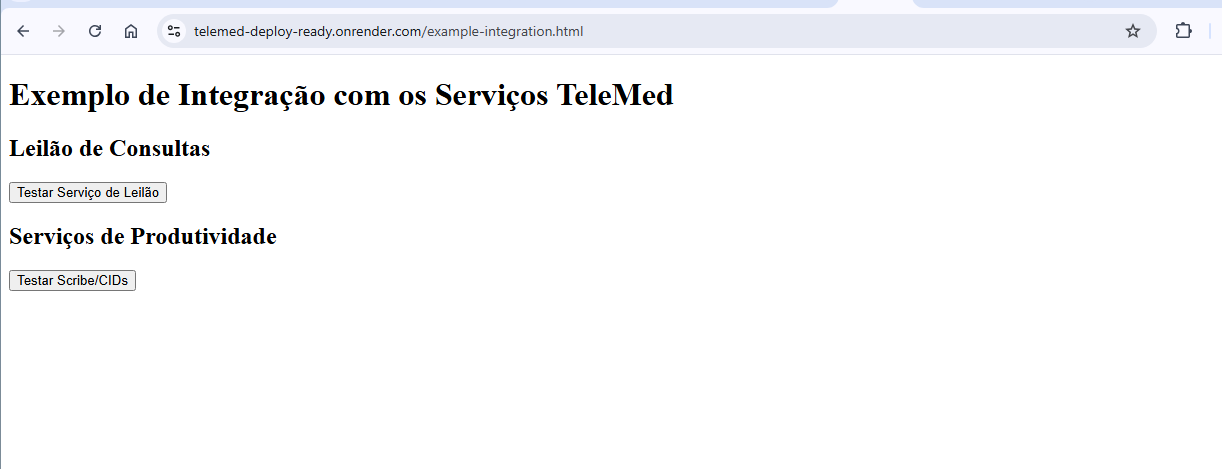 telemed-deploy-ready.onrender.com/example-integration.html
Exemplo de Integração com os Serviços TeleMed
Leilão de Consultas
Testar Serviço de Leilão
Serviços de Produtividade
Testar Scribe/CIDs